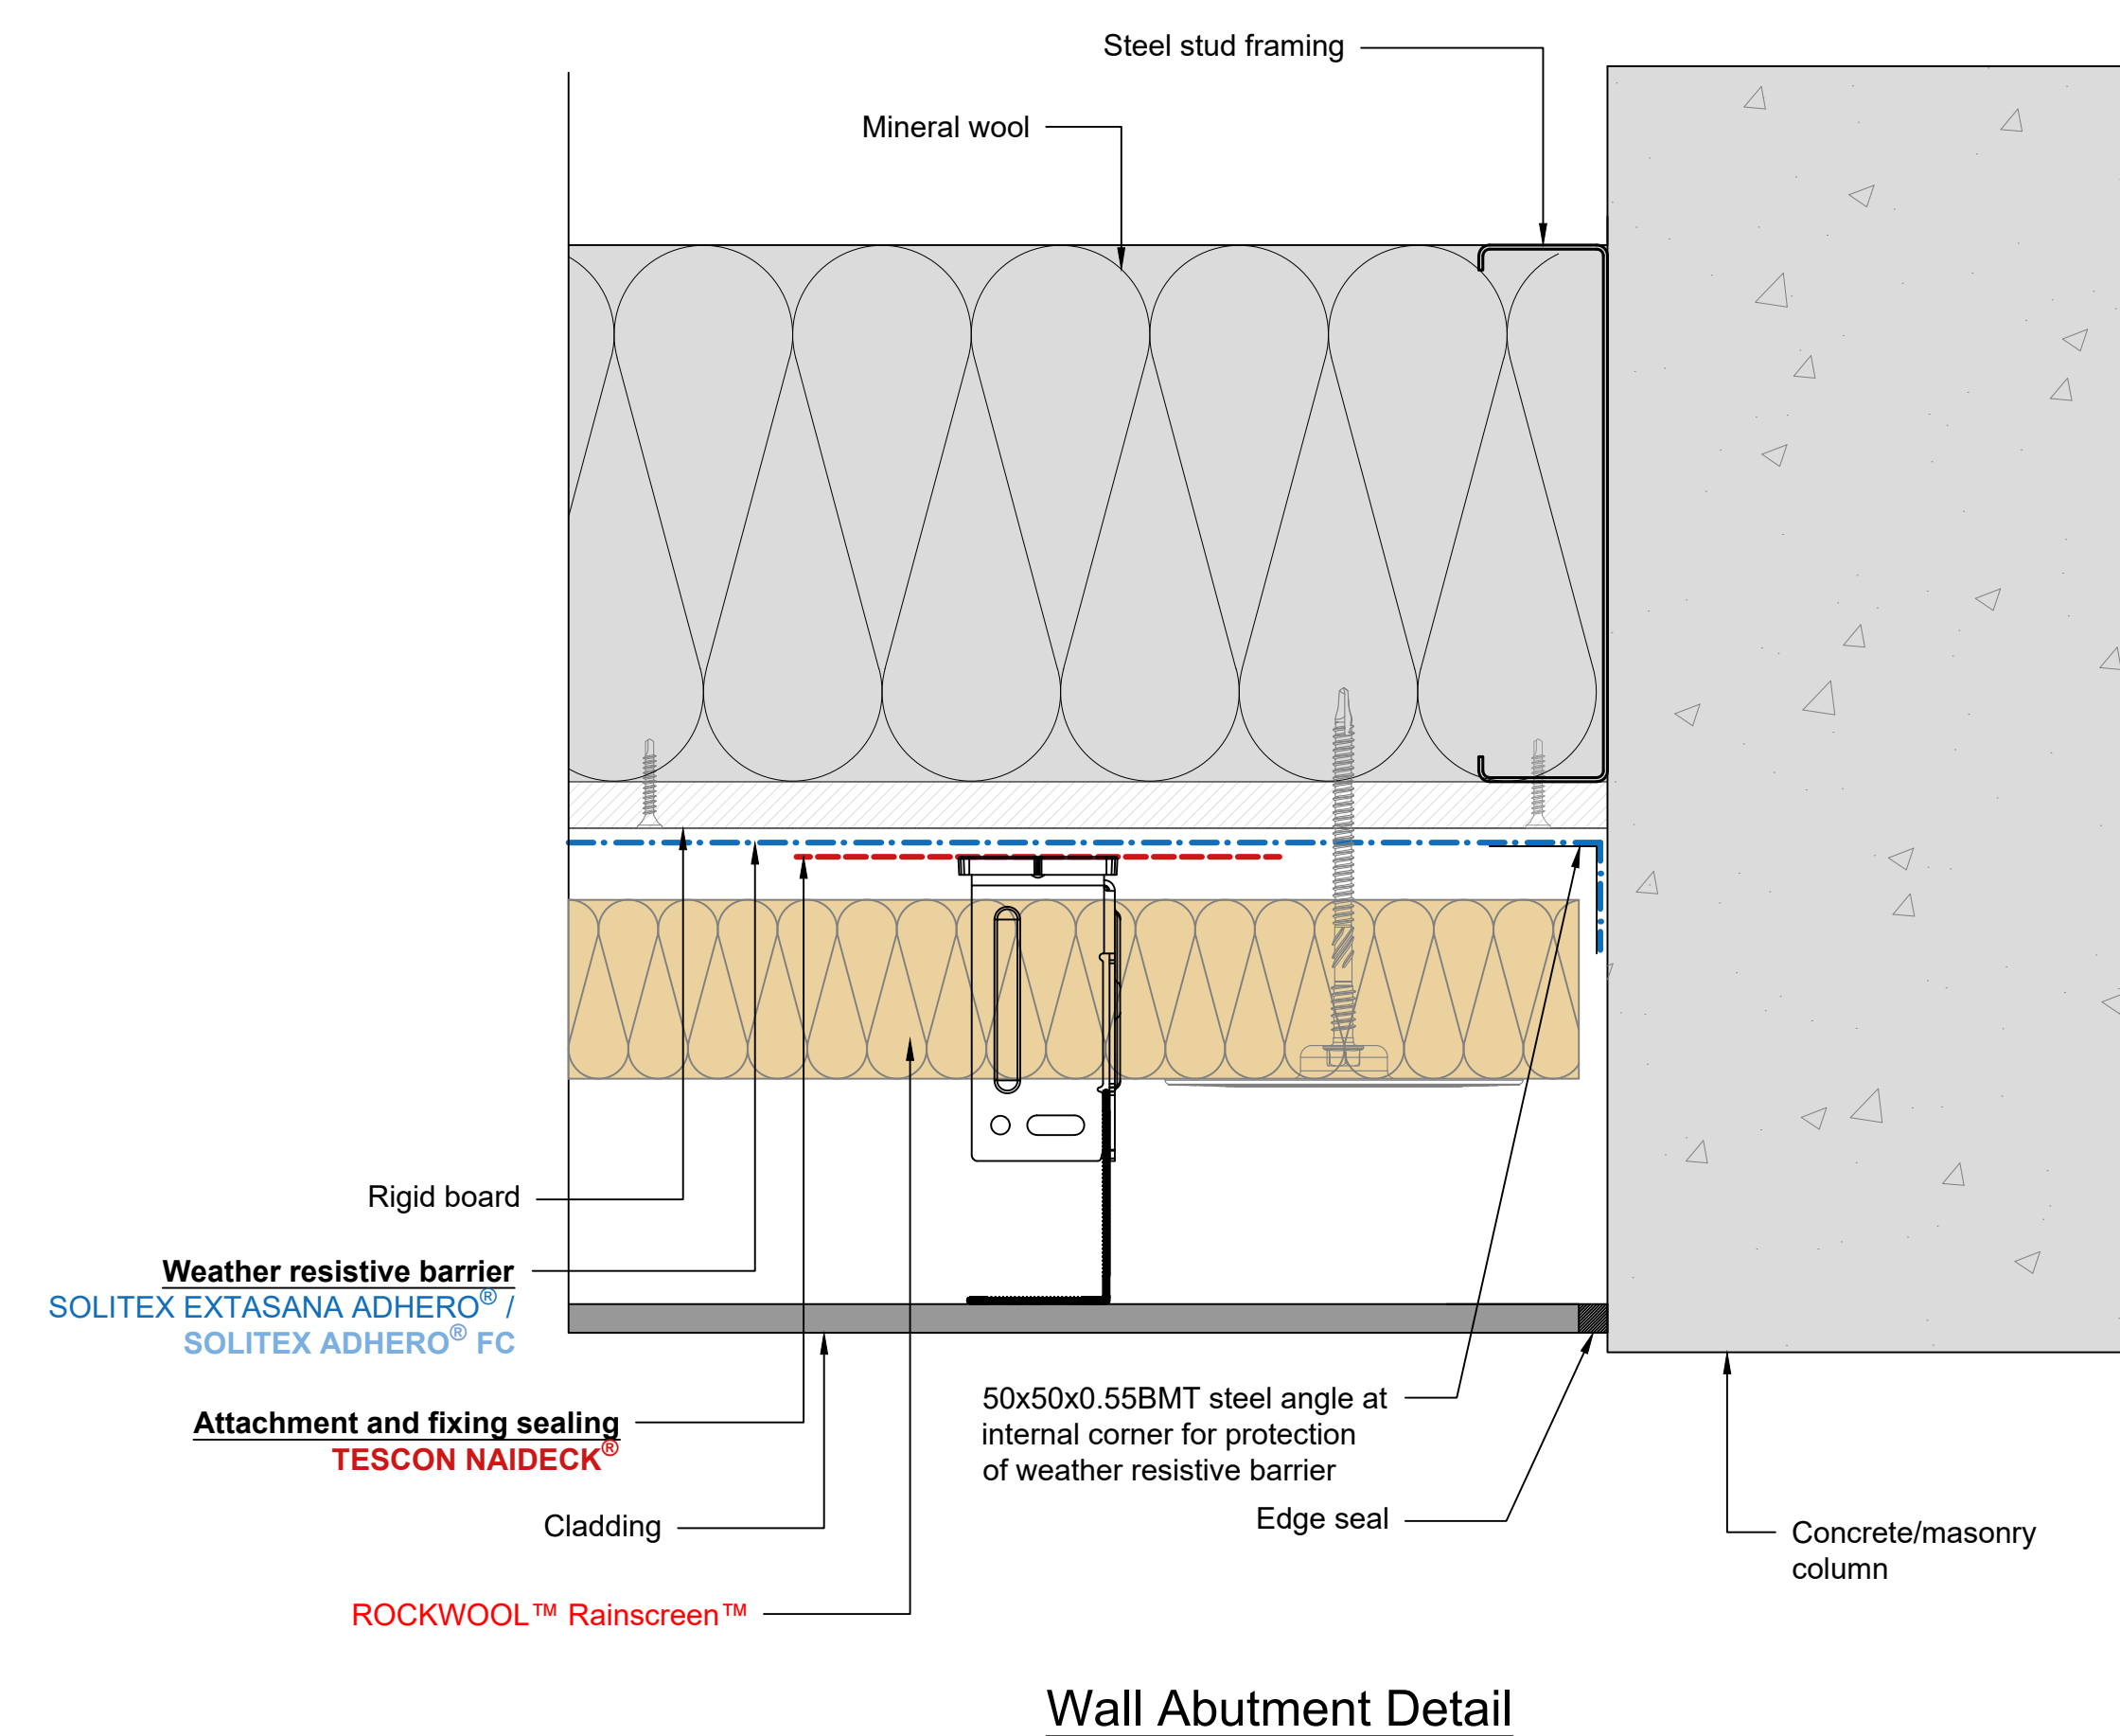 Steel stud framing
Mineral wool
Rigid board
Weather resistive barrier
SOLITEX EXTASANA ADHERO® /
SOLITEX ADHERO® FC
Attachment and fixing sealing
TESCON NAIDECK®
Cladding
ROCKWOOL™ Rainscreen™
50x50x0.55BMT steel angle at
internal corner for protection
of weather resistive barrier
Edge seal
Concrete/masonry
column
Wall Abutment Detail